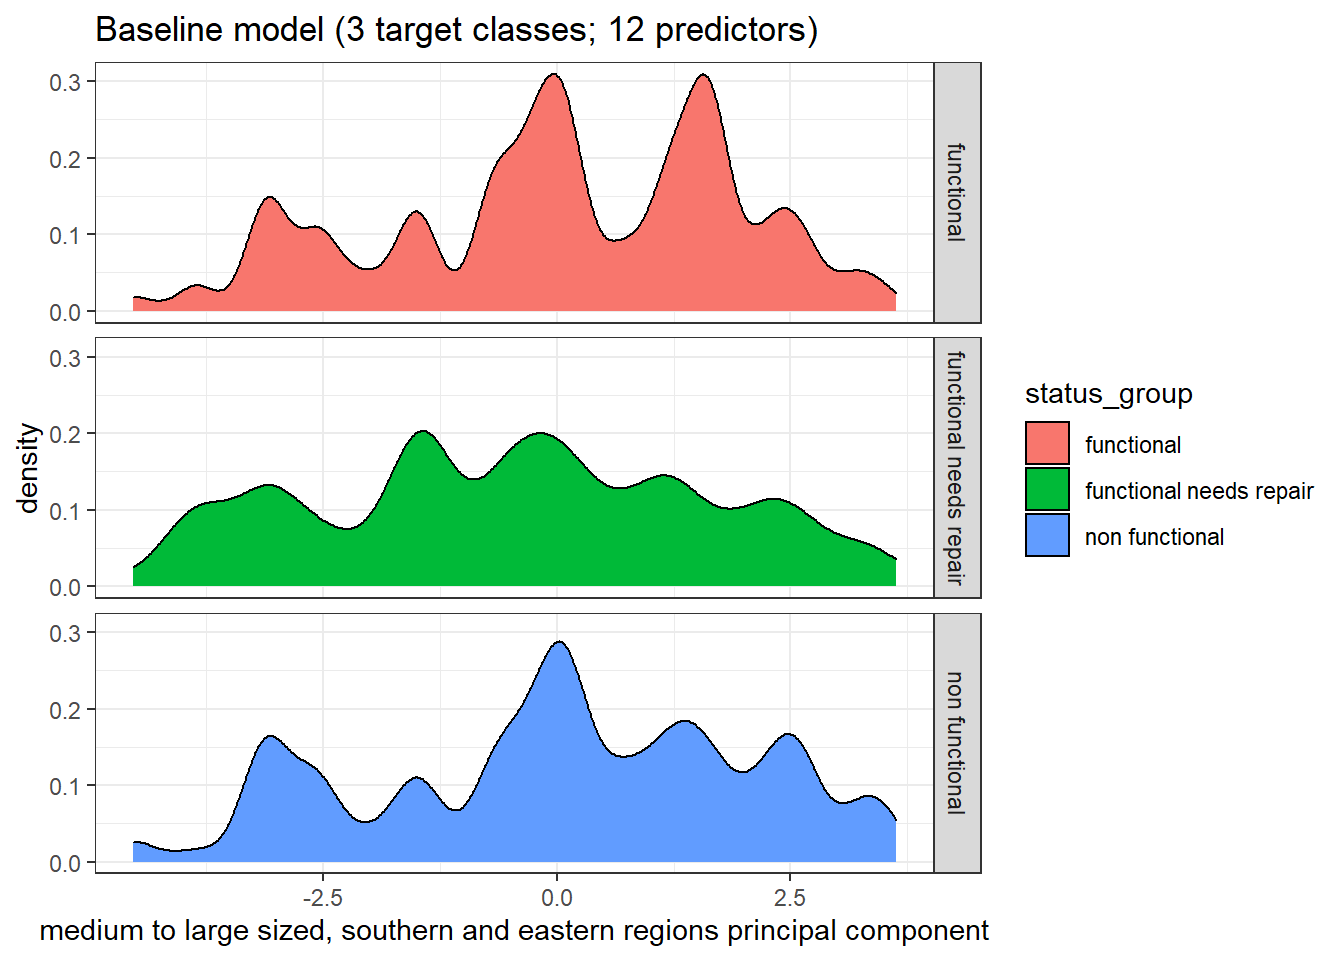 Baseline model (3 target classes; 12 predictors)
0.3
0.2
0.1
0.0
functional
0.3
0.2
0.1
0.0
functional needs repair
0.3
0.2
0.1
0.0
non functional
density
-2.5
0.0
2.5
medium to large sized, southern and eastern regions principal component
status_group
functional
functional needs repair
non functional